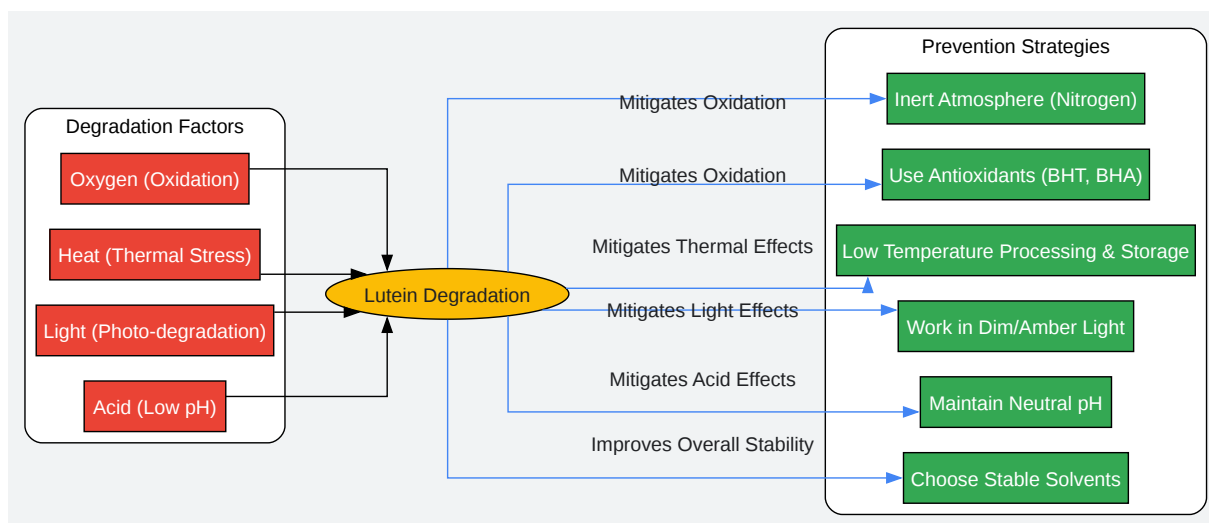 Degradation Factors
Oxygen (Oxidation)
Heat (Thermal Stress)
Light (Photo-degradation)
Acid (Low pH)
Lutein Degradation
Mitigates Oxidation
Mitigates Oxidation
Mitigates Thermal Effects
Mitigates Light Effects
Mitigates Acid Effects
Improves Overall Stability
Prevention Strategies
Inert Atmosphere (Nitrogen)
Use Antioxidants (BHT, BHA)
Low Temperature Processing & Storage
Work in Dim/Amber Light
Maintain Neutral pH
Choose Stable Solvents